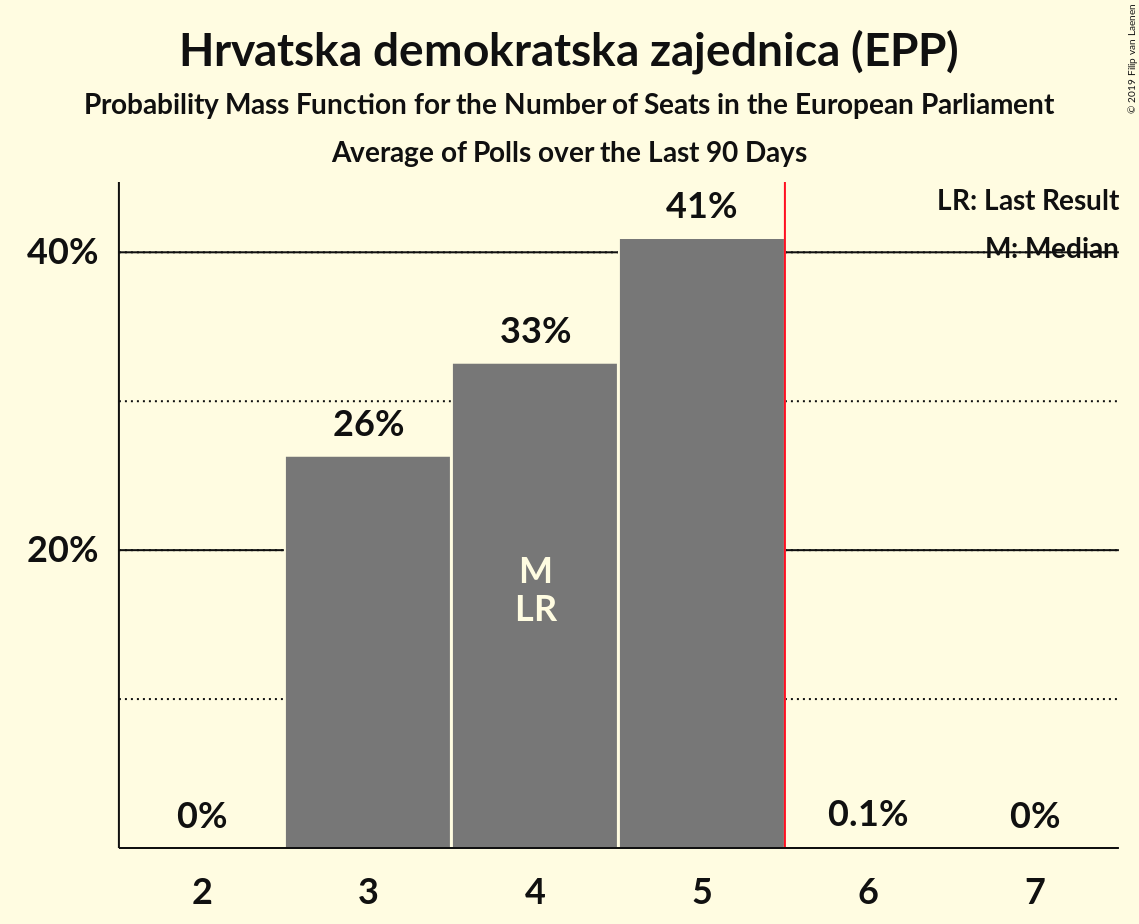 Hrvatska demokratska zajednica (EPP)
Probability Mass Function for the Number of Seats in the European Parliament
Average of Polls over the Last 90 Days
© 2019 Filip van Laenen
LR: Last Result
M: Median
40%
20%
0%
26%
33%
41%
0.1%
0%
M
LR
2
3
4
5
6
7